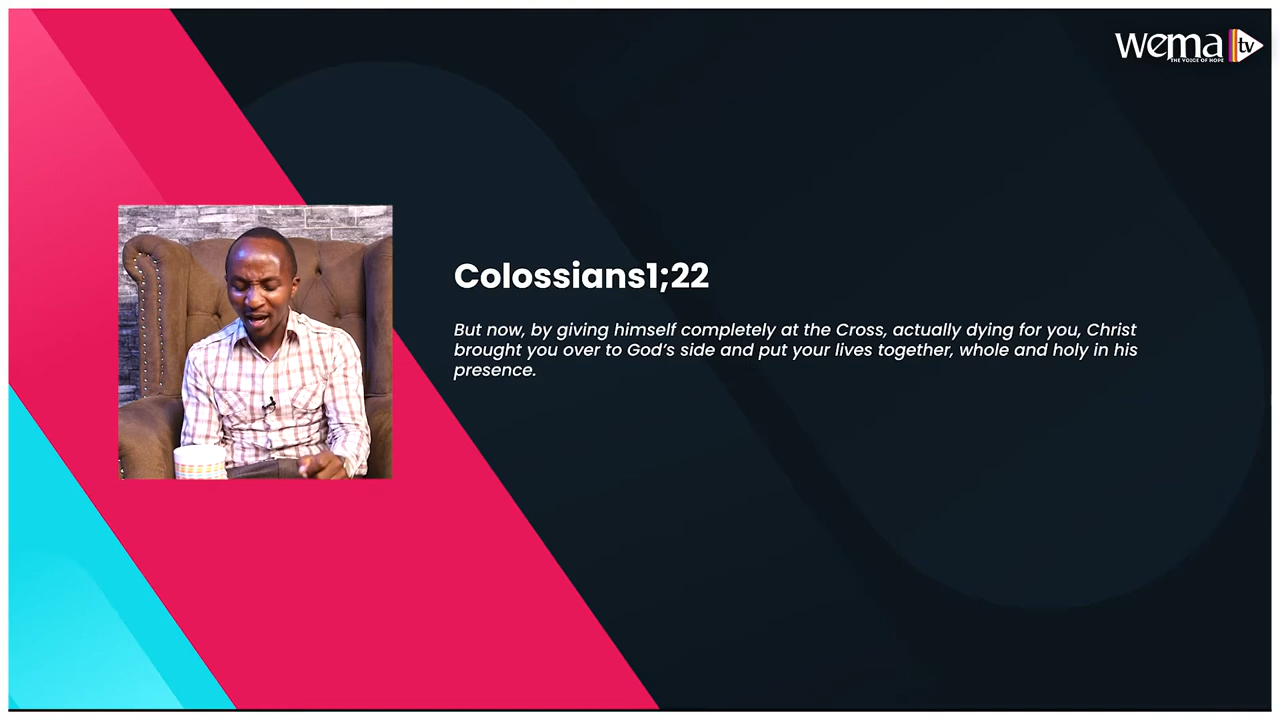 wema tv
THE VOICE OF HOPE
Colossians1;22
But now, by giving himself completely at the Cross, actually dying for you, Christ
brought you over to God’s side and put your lives together, whole and holy in his
presence.